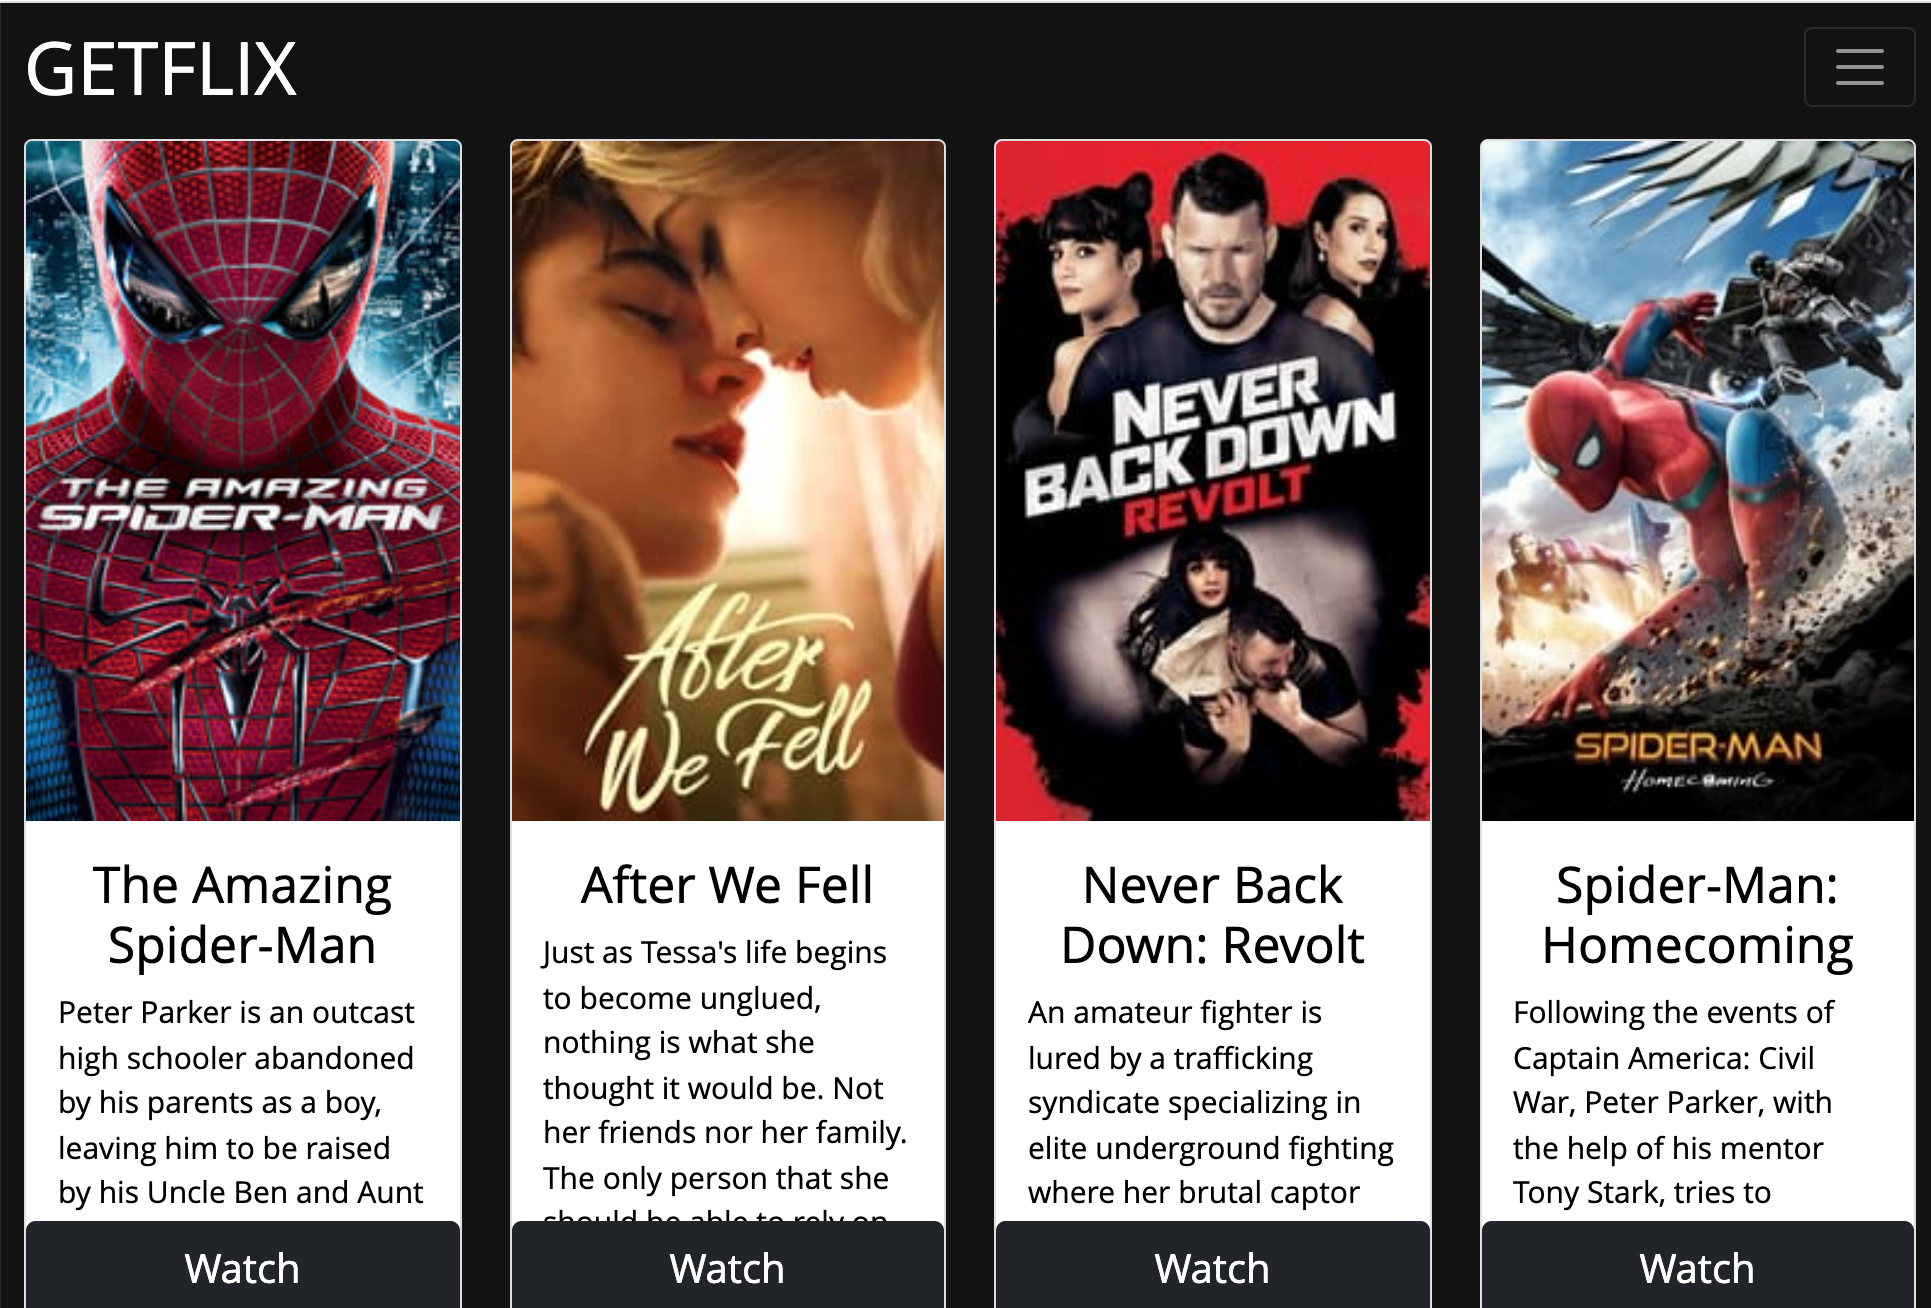 GETFLIX
THE AMAZING
SPIDER-MAN
The Amazing
Spider-Man
Peter Parker is an outcast
high schooler abandoned
by his parents as a boy,
leaving him to be raised
by his Uncle Ben and Aunt
Watch
After
We Fell
After We Fell
Just as Tessa's life begins
to become unglued,
nothing is what she
thought it would be. Not
her friends nor her family.
The only person that she
should be able to rely on
Watch
NEVER
BACK DOWN
REVOLT
Never Back
Down: Revolt
An amateur fighter is
lured by a trafficking
syndicate specializing in
elite underground fighting
where her brutal captor
Watch
SPIDER-MAN
HOMECOMING
Spider-Man:
Homecoming
Following the events of
Captain America: Civil
War, Peter Parker, with
the help of his mentor
Tony Stark, tries to
Watch